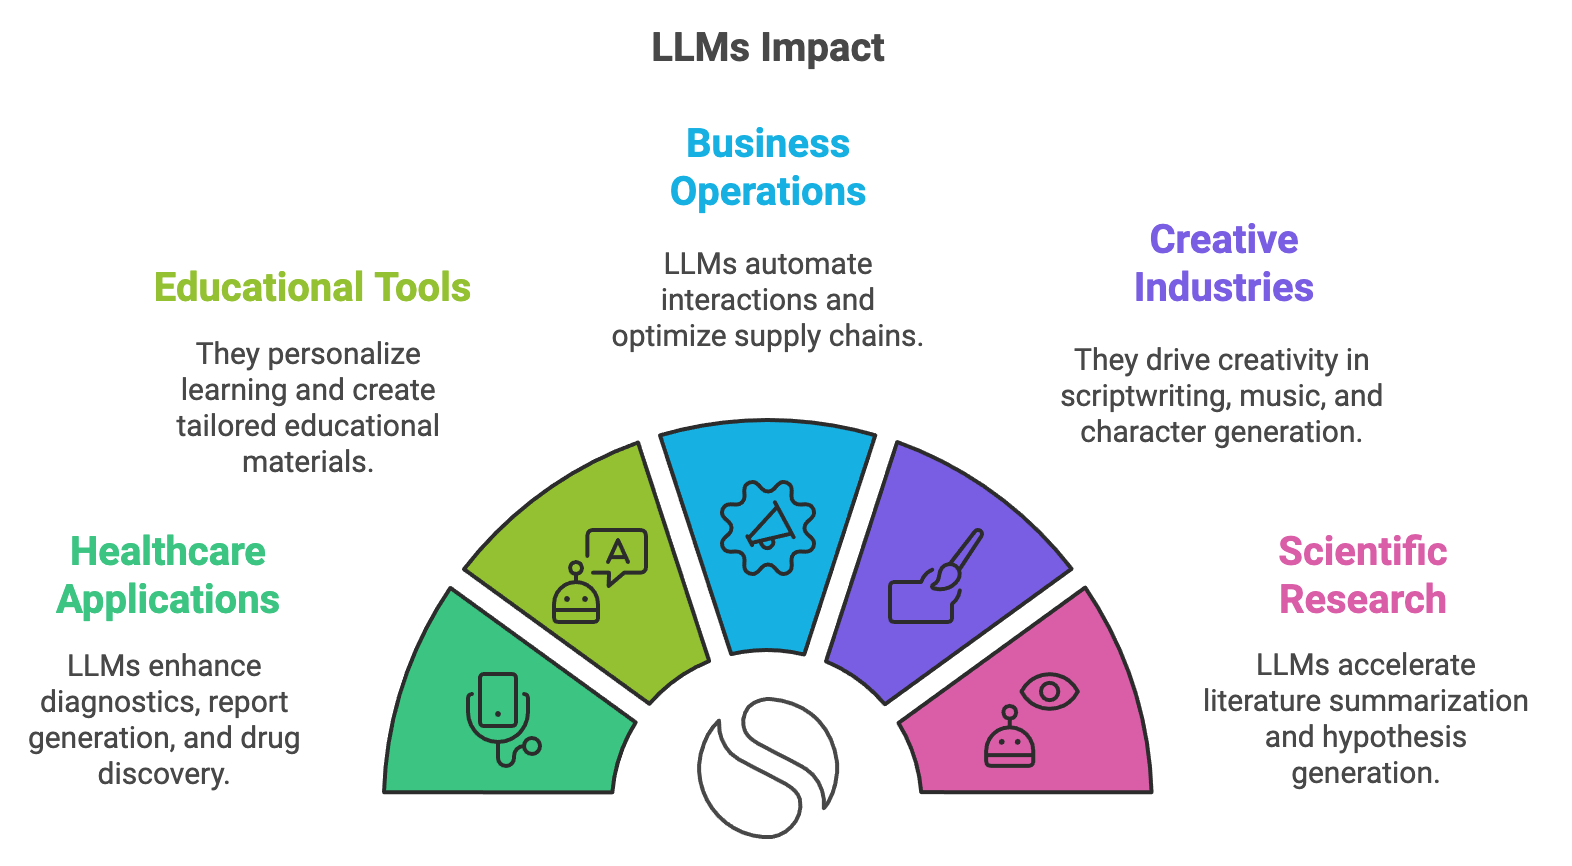 LLMs Impact
Business
Operations
LLMs automate
interactions and
optimize supply chains.
Creative
Industries
They drive creativity in
scriptwriting, music, and
character generation.
Educational Tools
They personalize
learning and create
tailored educational
materials.
Healthcare
Applications
LLMs enhance
diagnostics, report
generation, and drug
discovery.
Scientific
Research
LLMs accelerate
literature summarization
and hypothesis
generation.
A